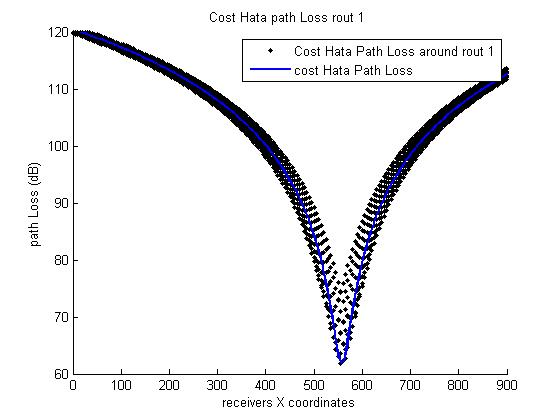 Cost Hata path Loss rout 1
Cost Hata Path Loss around rout 1
cost Hata Path Loss
120
110
100
90
80
70
60
path Loss (dB)
0 100 200 300 400 500 600 700 800 900
receivers X coordinates